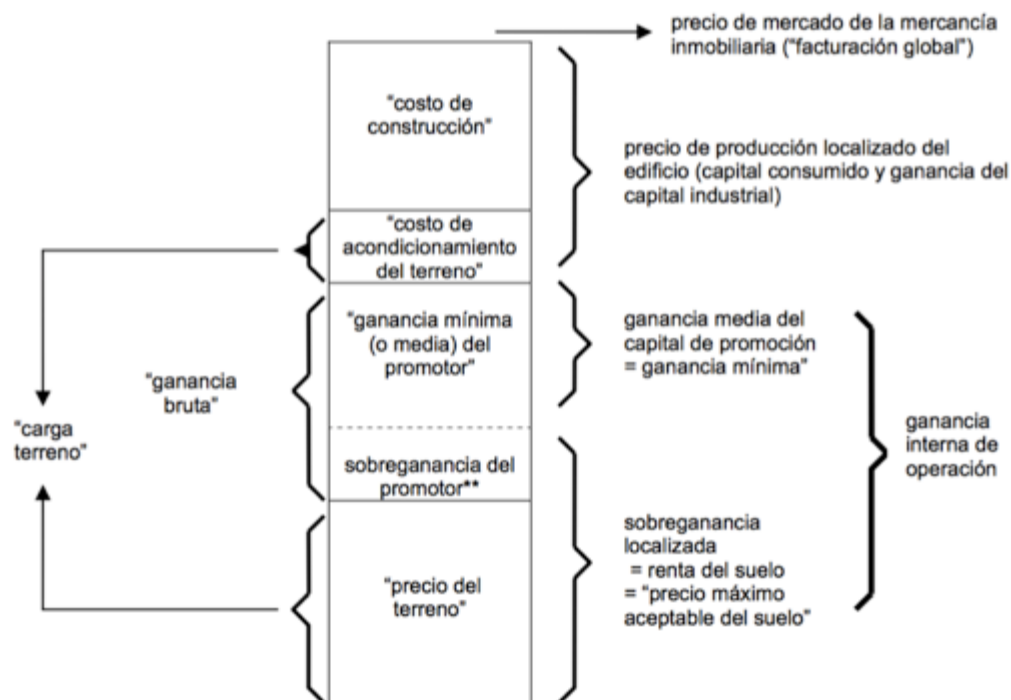 precio de mercado de la mercancía
inmobiliaria ("facturación global")
"costo de
construcción"
precio de producción localizado del
edificio (capital consumido y ganancia del
capital industrial)
"costo de
acondicionamiento
del terreno"
"ganancia mínima
(o media) del
promotor"
ganancia media del
capital de promoción
= ganancia mínima"
"ganancia
bruta"
"carga
terreno"
ganancia
interna de
operación
sobreganancia del
promotor**
sobreganancia
localizada
= renta del suelo
= "precio máximo
aceptable del suelo"
"precio del
terreno"